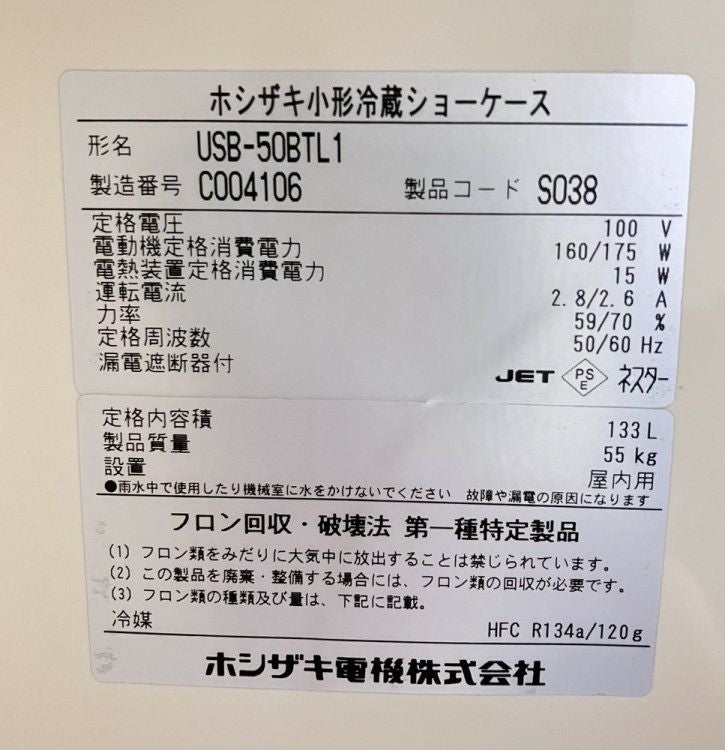 ホシザキ小形冷蔵ショーケース
形名 USB-50BTL1
製造番号 C004106 製品コード S038
定格電圧 100 V
電動機定格消費電力 160/175 W
電熱装置定格消費電力 15 W
運転電流 2.8/2.6 A
力率 59/70 %
定格周波数 50/60 Hz
漏電遮断器付
JET PSE ネスター
定格内容積 133 L
製品質量 55 kg
設置 屋内用
●雨水中で使用したり機械室に水をかけないでください 故障や漏電の原因になります
フロン回収・破壊法 第一種特定製品
(1) フロン類をみだりに大気中に放出することは禁じられています。
(2) この製品を廃棄・整備する場合には、フロン類の回収が必要です。
(3) フロン類の種類及び量は、下記に記載。
冷媒 HFC R134a/120g
ホシザキ電機株式会社